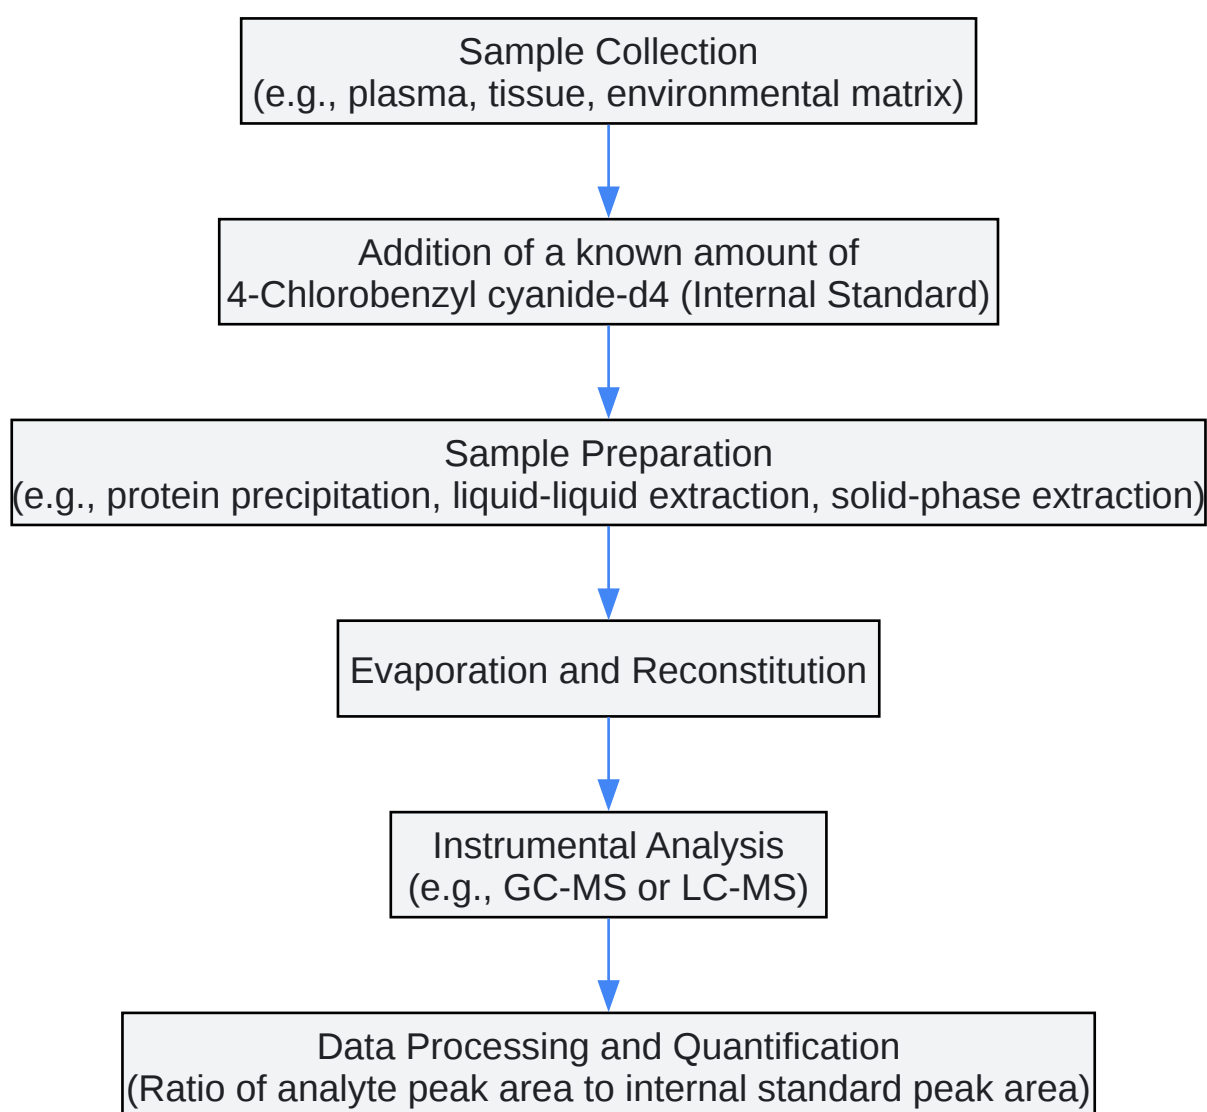 Sample Collection
(e.g., plasma, tissue, environmental matrix)
Addition of a known amount of
4-Chlorobenzyl cyanide-d4 (Internal Standard)
Sample Preparation
(e.g., protein precipitation, liquid-liquid extraction, solid-phase extraction)
Evaporation and Reconstitution
Instrumental Analysis
(e.g., GC-MS or LC-MS)
Data Processing and Quantification
(Ratio of analyte peak area to internal standard peak area)